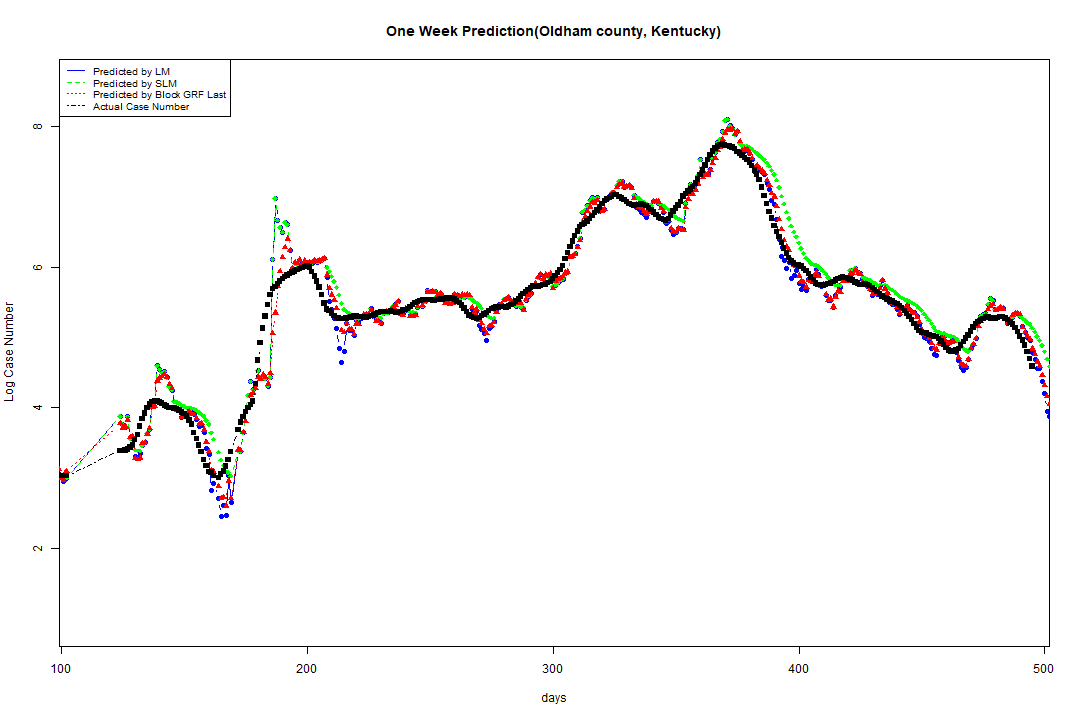 One Week Prediction(Oldham county, Kentucky)
Predicted by LM
Predicted by SLM
Predicted by Block GRF Last
Actual Case Number
8
6
4
2
Log Case Number
100 200 300 400 500
days